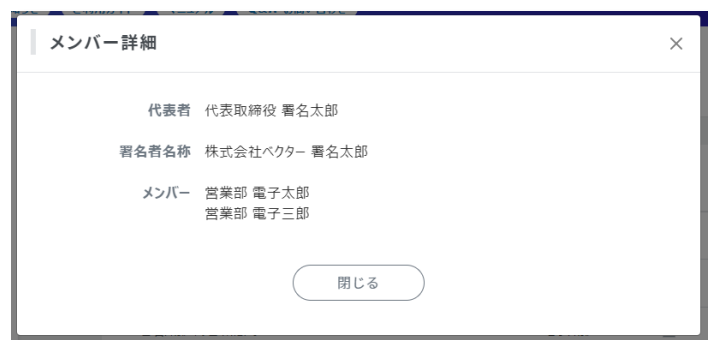 メンバー詳細
×
代表者 代表取締役 署名太郎
署名者名称 株式会社ベクター 署名太郎
メンバー 営業部 電子太郎
営業部 電子三郎
閉じる